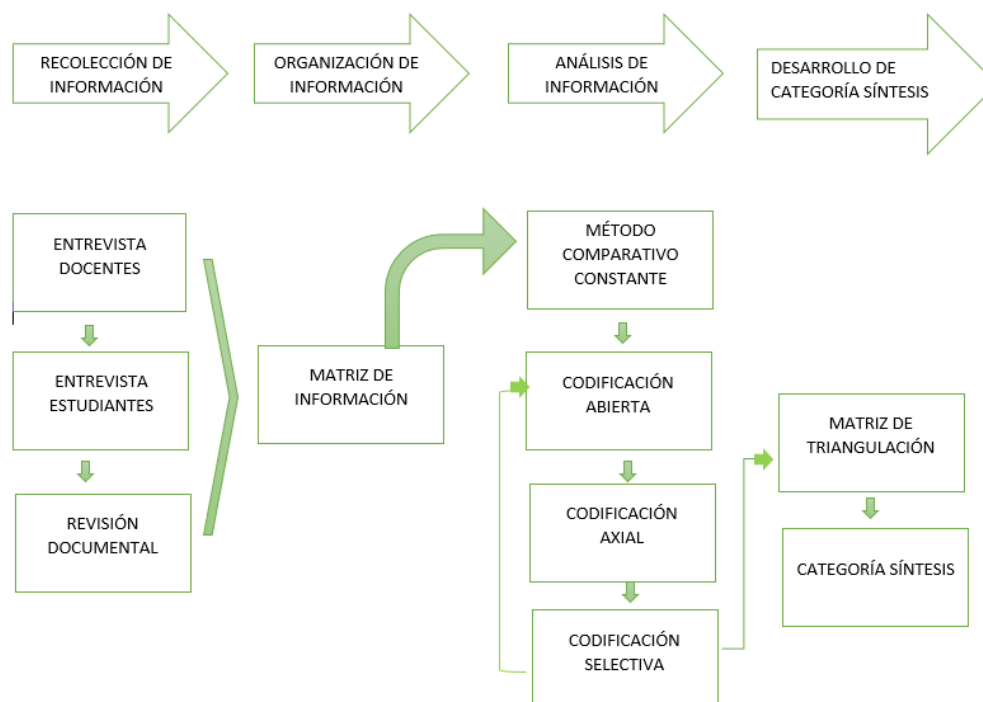 RECOLECCIÓN DE
INFORMACIÓN
ORGANIZACIÓN DE
INFORMACIÓN
ANÁLISIS DE
INFORMACIÓN
DESARROLLO DE
CATEGORÍA SÍNTESIS
ENTREVISTA
DOCENTES
ENTREVISTA
ESTUDIANTES
REVISIÓN
DOCUMENTAL
MATRIZ DE
INFORMACIÓN
MÉTODO
COMPARATIVO
CONSTANTE
CODIFICACIÓN
ABIERTA
CODIFICACIÓN
AXIAL
CODIFICACIÓN
SELECTIVA
MATRIZ DE
TRIANGULACIÓN
CATEGORÍA SÍNTESIS